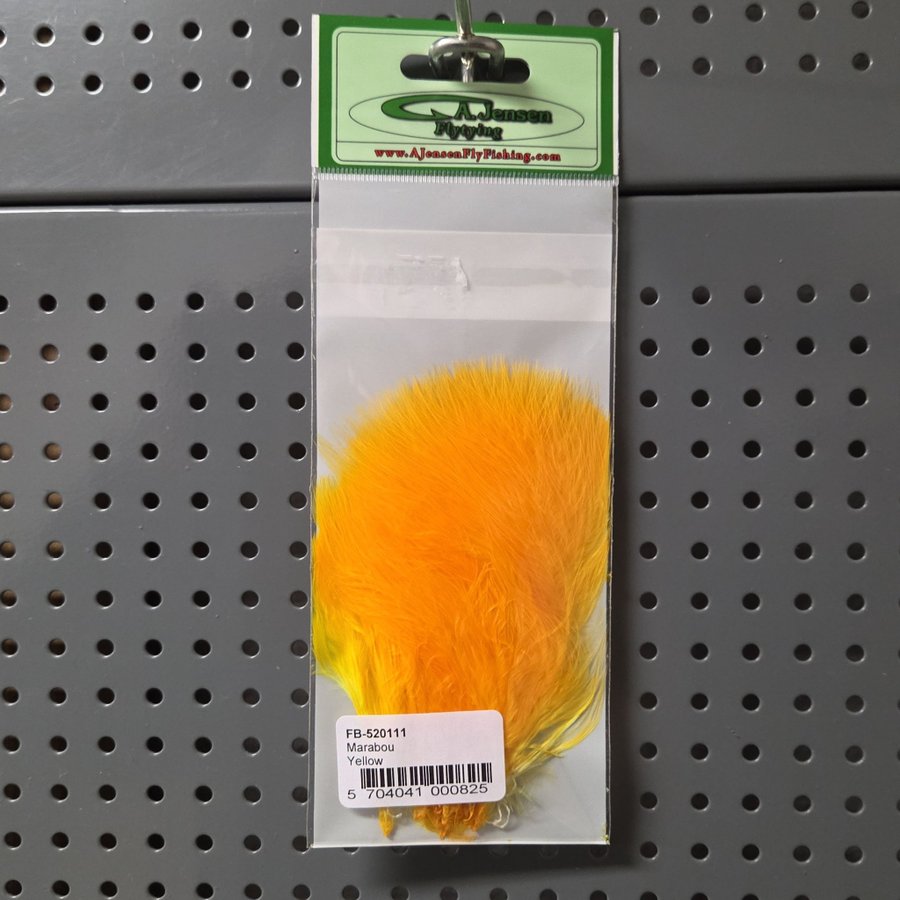 A. Jensen
Flytying
www.AJensenFlyFishing.com
FB-520111
Marabou
Yellow
5 704041 000825